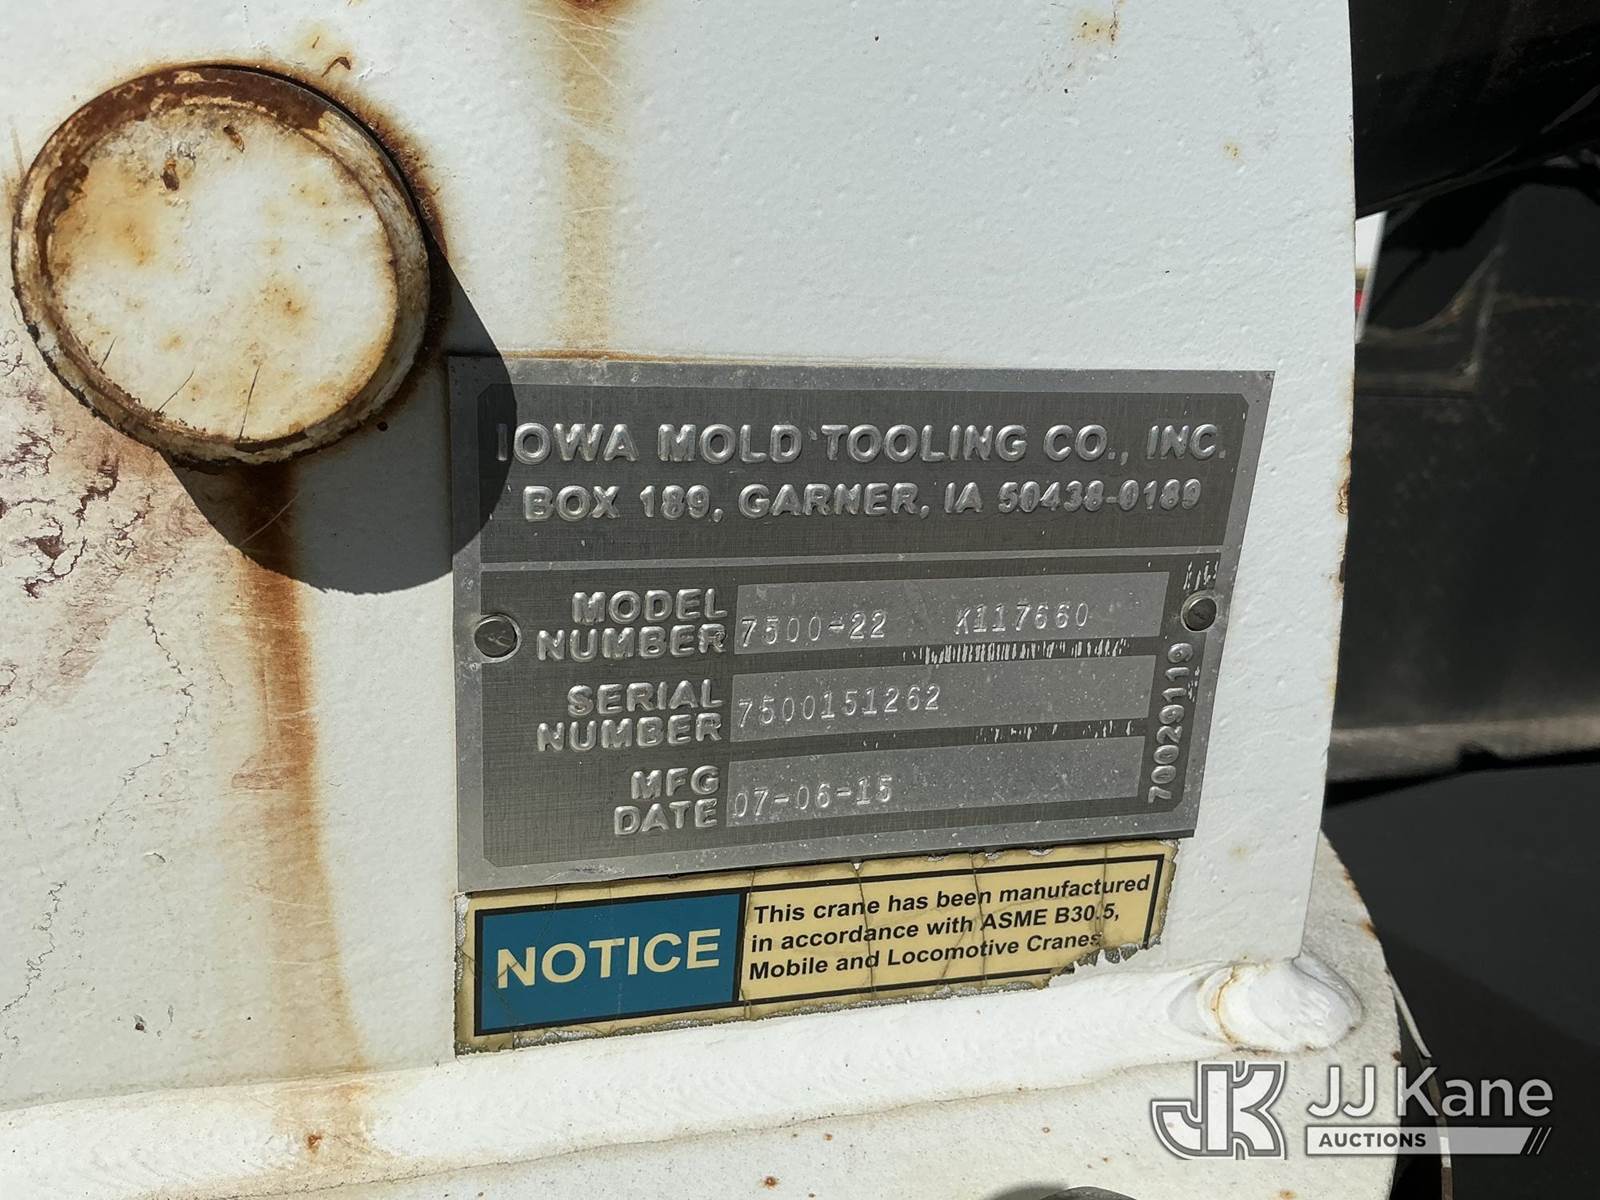 IOWA MOLD TOOLING CO., INC.
BOX 189, GARNER, IA 50438-0189
MODEL NUMBER 7500-22 K117660
SERIAL NUMBER 7500151262
MFG DATE 07-06-15
70029119
NOTICE
This crane has been manufactured
in accordance with ASME B30.5,
Mobile and Locomotive Cranes
JK JJ Kane
AUCTIONS